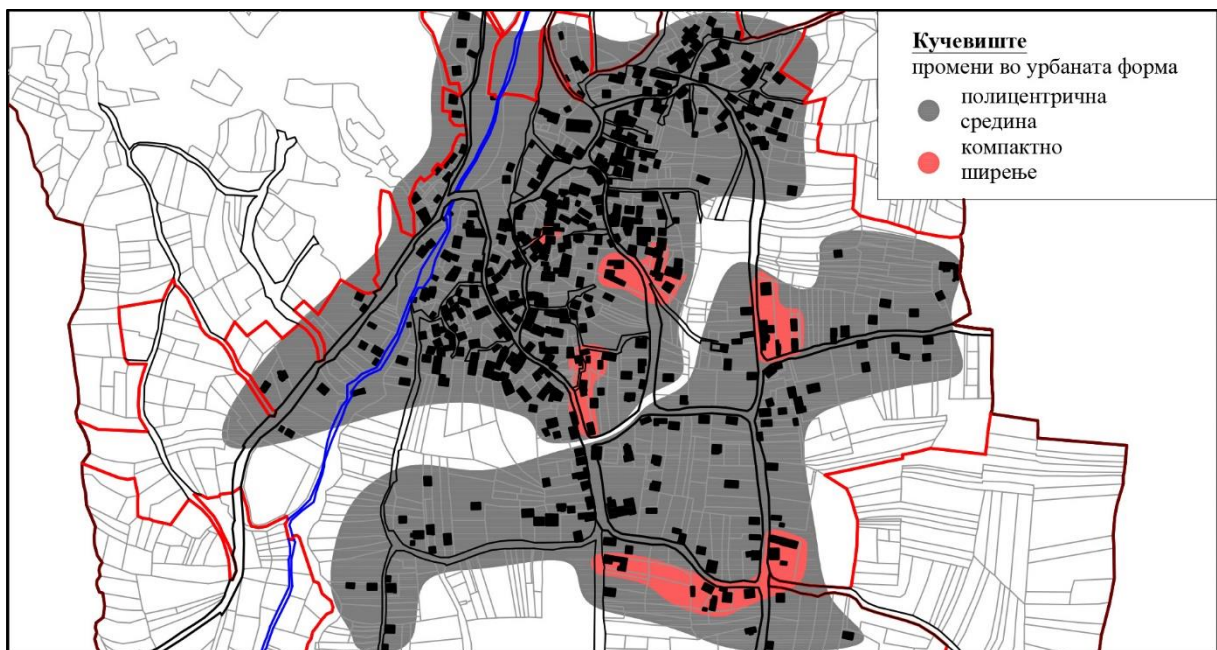 Кучевиште
промени во урбаната форма
полицентрична
средина
компактно
ширење